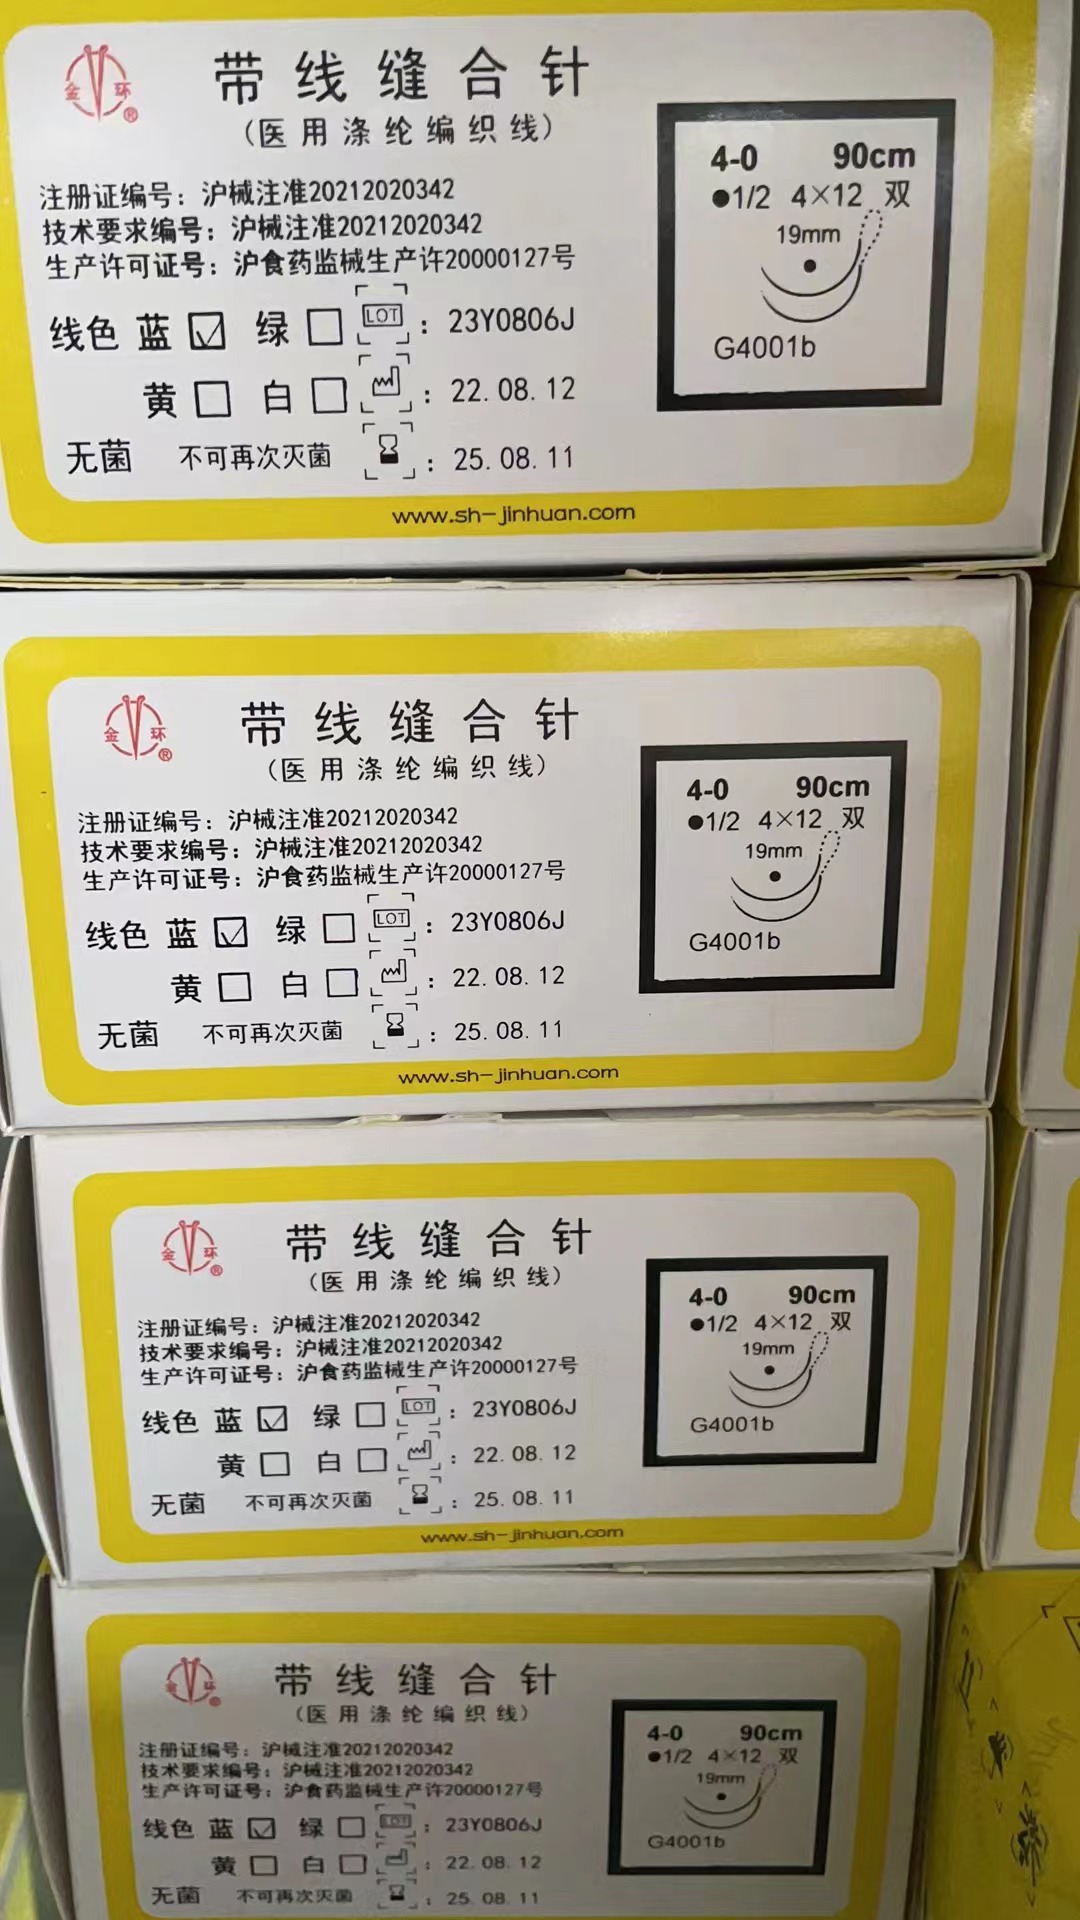 金 环 ®
带线缝合针
（医用涤纶编织线）
注册证编号：沪械注准20212020342
技术要求编号：沪械注准20212020342
生产许可证号：沪食药监械生产许20000127号
线色 蓝 ☑ 绿 □ LOT：23Y0806J
黄 □ 白 □ ：22.08.12
无菌 不可再次灭菌 ：25.08.11
www.sh-jinhuan.com
4-0 90cm
●1/2 4×12 双
19mm
G4001b
金 环 ®
带线缝合针
（医用涤纶编织线）
注册证编号：沪械注准20212020342
技术要求编号：沪械注准20212020342
生产许可证号：沪食药监械生产许20000127号
线色 蓝 ☑ 绿 □ LOT：23Y0806J
黄 □ 白 □ ：22.08.12
无菌 不可再次灭菌 ：25.08.11
www.sh-jinhuan.com
4-0 90cm
●1/2 4×12 双
19mm
G4001b
金 环 ®
带线缝合针
（医用涤纶编织线）
注册证编号：沪械注准20212020342
技术要求编号：沪械注准20212020342
生产许可证号：沪食药监械生产许20000127号
线色 蓝 ☑ 绿 □ LOT：23Y0806J
黄 □ 白 □ ：22.08.12
无菌 不可再次灭菌 ：25.08.11
www.sh-jinhuan.com
4-0 90cm
●1/2 4×12 双
19mm
G4001b
金 环 ®
带线缝合针
（医用涤纶编织线）
注册证编号：沪械注准20212020342
技术要求编号：沪械注准20212020342
生产许可证号：沪食药监械生产许20000127号
线色 蓝 ☑ 绿 □ LOT：23Y0806J
黄 □ 白 □ ：22.08.12
无菌 不可再次灭菌 ：25.08.11
4-0 90cm
●1/2 4×12 双
19mm
G4001b